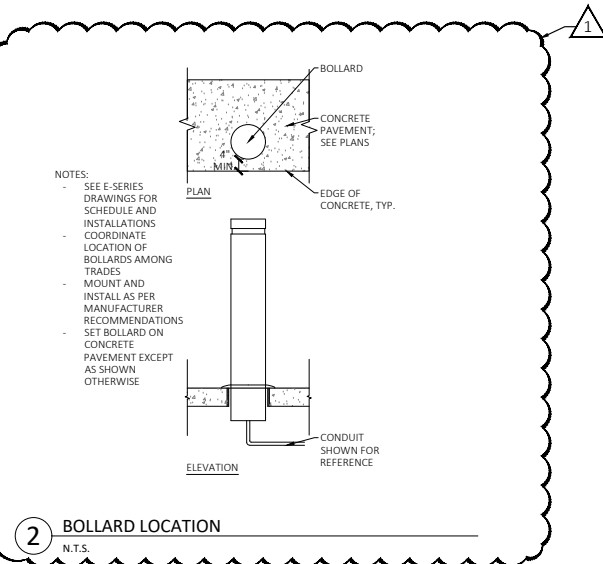 1
BOLLARD
CONCRETE
PAVEMENT;
SEE PLANS
4"
MIN
PLAN
EDGE OF
CONCRETE, TYP.
NOTES:
- SEE E-SERIES
DRAWINGS FOR
SCHEDULE AND
INSTALLATIONS
- COORDINATE
LOCATION OF
BOLLARDS AMONG
TRADES
- MOUNT AND
INSTALL AS PER
MANUFACTURER
RECOMMENDATIONS
- SET BOLLARD ON
CONCRETE
PAVEMENT EXCEPT
AS SHOWN
OTHERWISE
CONDUIT
SHOWN FOR
REFERENCE
ELEVATION
2 BOLLARD LOCATION
N.T.S.